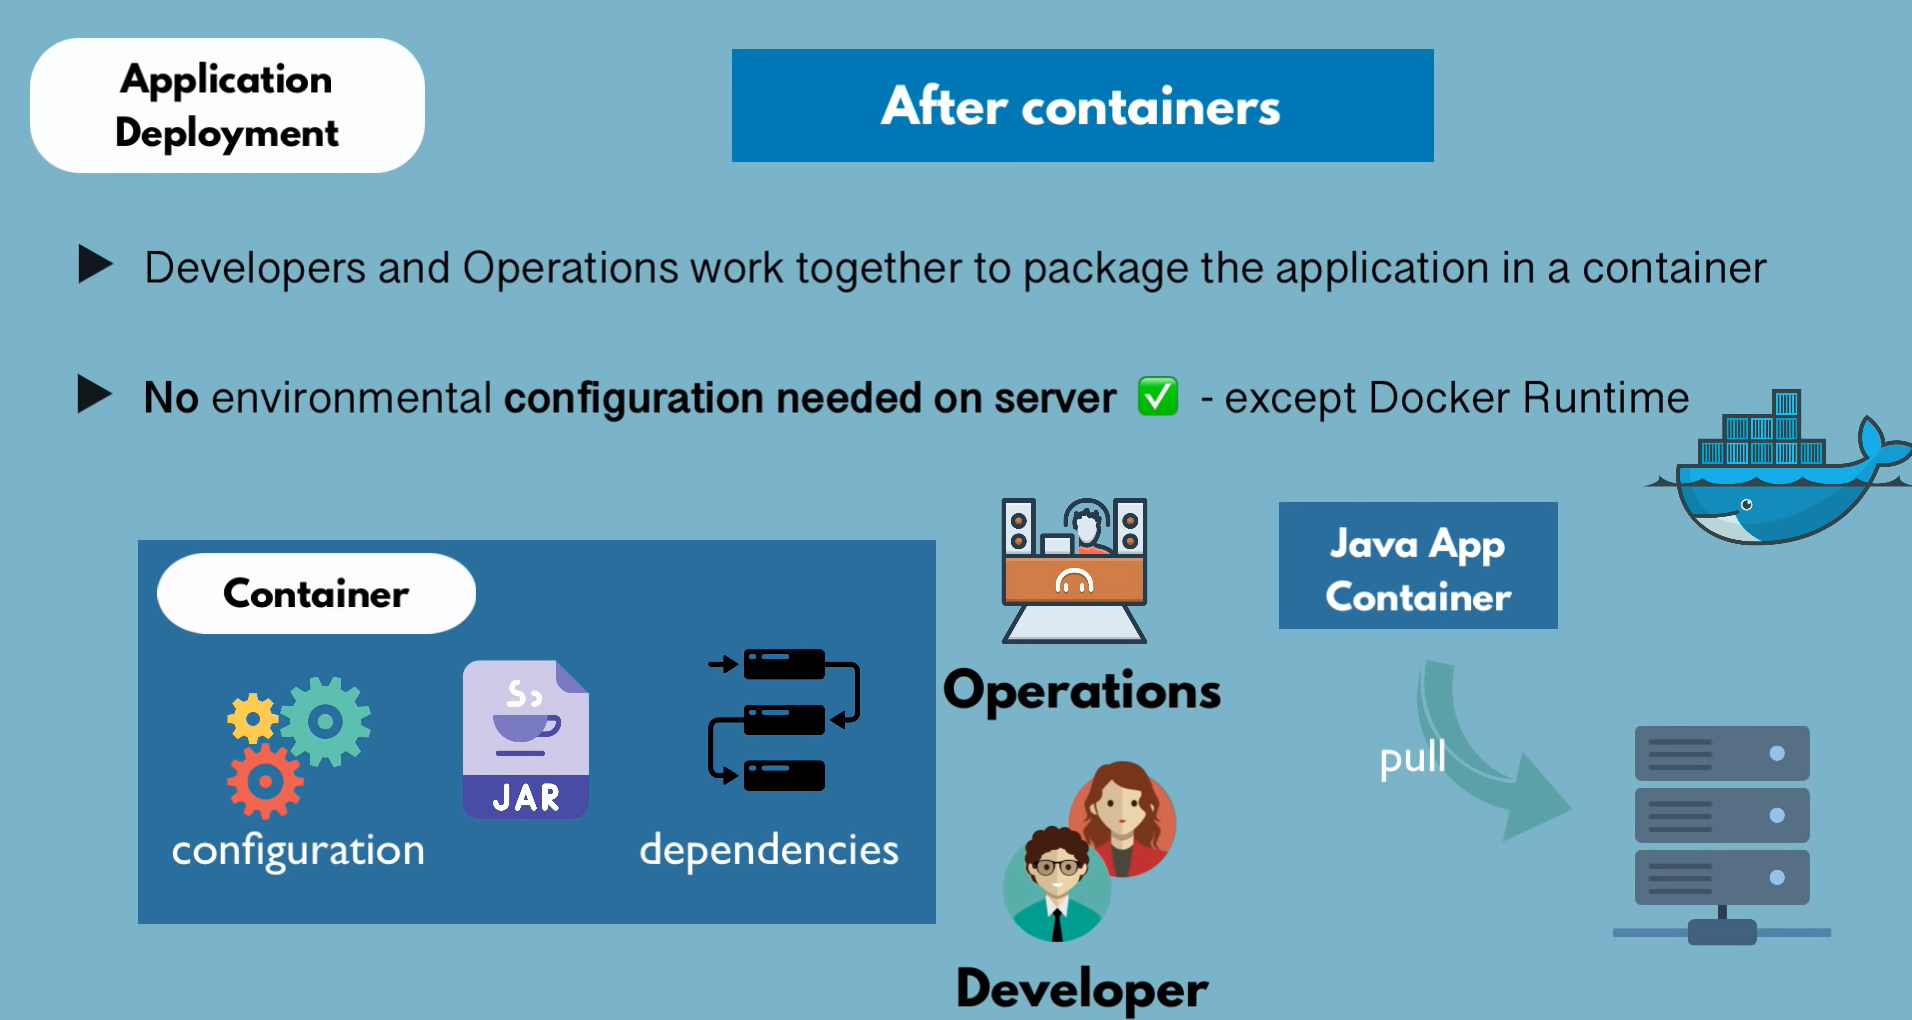 Application
Deployment
After containers
Developers and Operations work together to package the application in a container
No environmental configuration needed on server ✅ - except Docker Runtime
Container
configuration
JAR
dependencies
Operations
Developer
Java App
Container
pull